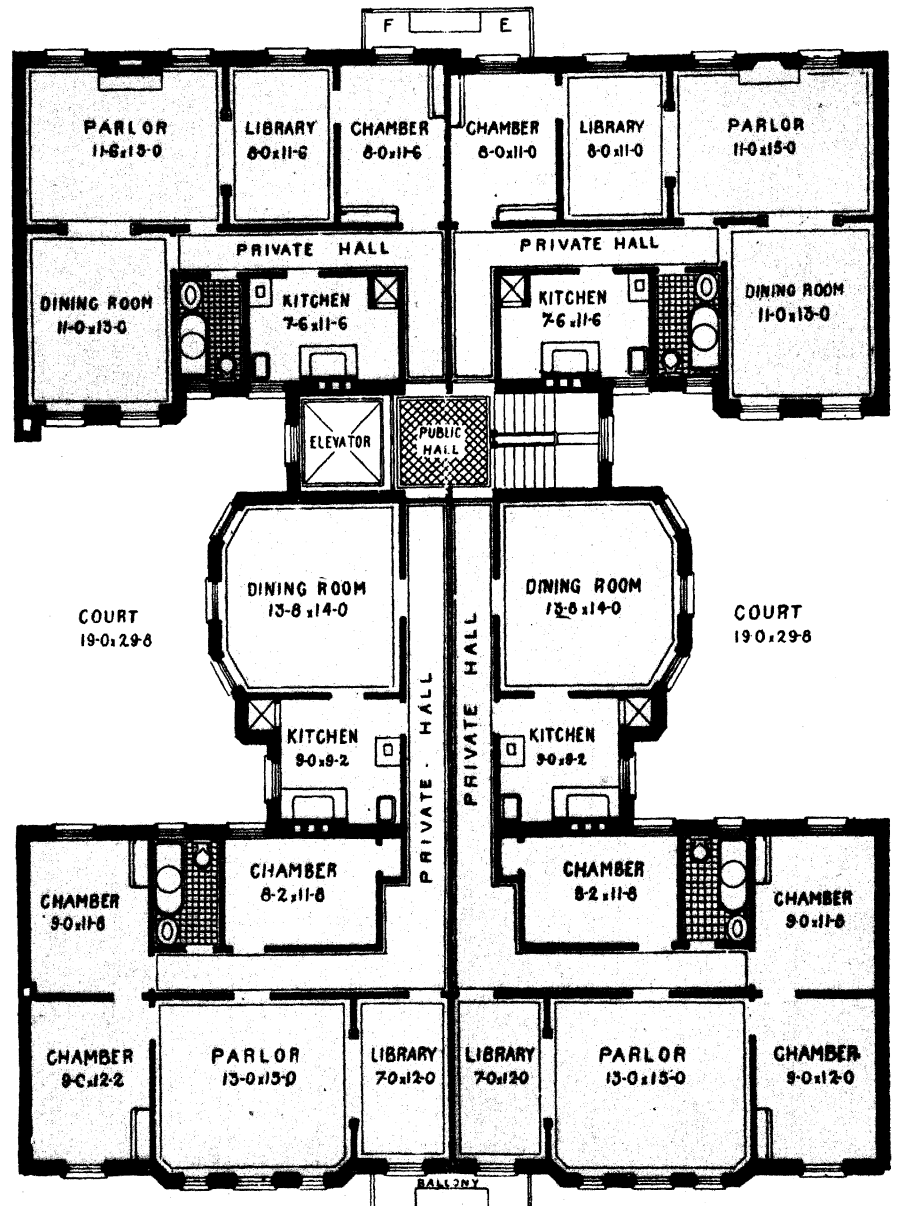 F E
PARLOR
11-6x15-0
LIBRARY
8-0x11-6
CHAMBER
8-0x11-6
CHAMBER
8-0x11-0
LIBRARY
8-0x11-0
PARLOR
11-0x15-0
PRIVATE HALL
PRIVATE HALL
DINING ROOM
11-0x13-0
KITCHEN
7-6x11-6
KITCHEN
7-6x11-6
DINING ROOM
11-0x13-0
ELEVATOR
PUBLIC
HALL
DINING ROOM
13-8x14-0
DINING ROOM
13-8x14-0
COURT
19-0x29-8
COURT
19-0x29-8
PRIVATE HALL
PRIVATE HALL
KITCHEN
9-0x9-2
KITCHEN
9-0x9-2
CHAMBER
9-0x11-8
CHAMBER
8-2x11-8
CHAMBER
8-2x11-8
CHAMBER
9-0x11-8
CHAMBER
9-0x12-2
PARLOR
13-0x15-0
LIBRARY
7-0x12-0
LIBRARY
7-0x12-0
PARLOR
13-0x15-0
CHAMBER
9-0x12-0
BALCONY